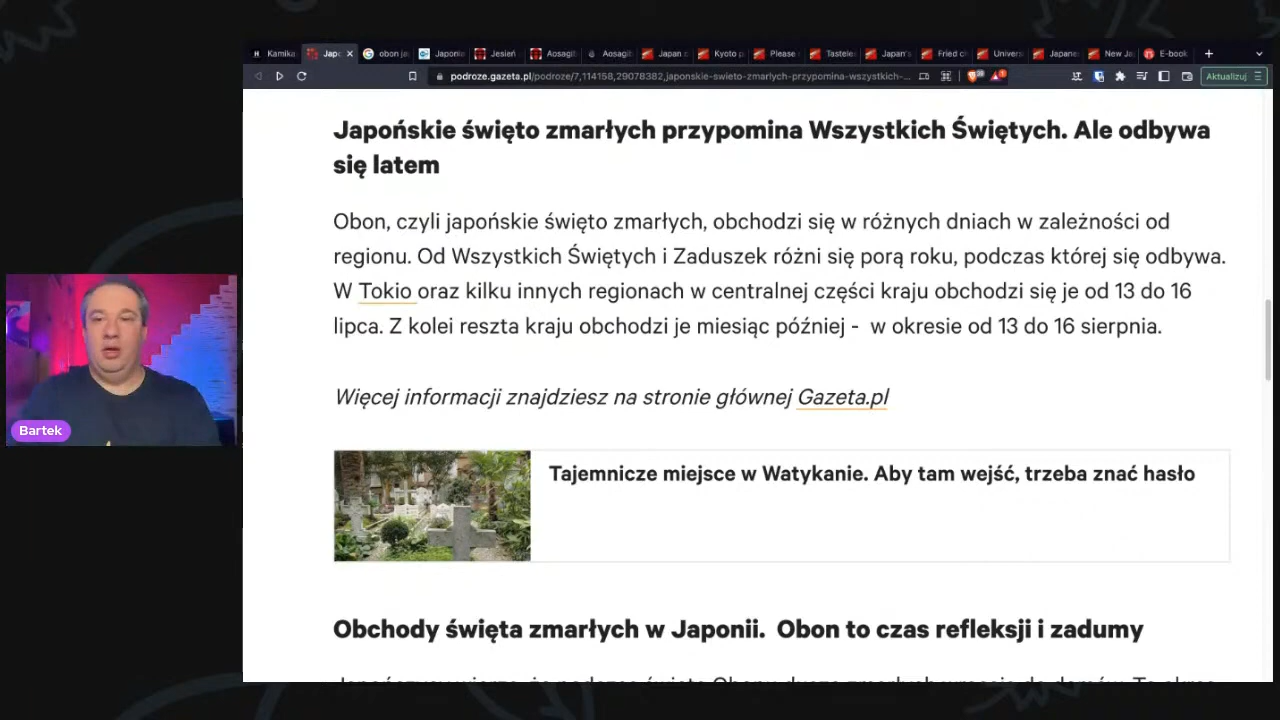 Kamika
Japo
obon ja
Japonia
Jesień
Aosagi
Aosagit
Japan
Kyoto p
Please
Tastele
Japan's
Fried c
Univers
Japane
New Ja
E-book
podroze.gazeta.pl/podroze/7,114158,29078382,japonskie-swieto-zmarlych-przypomina-wszystkich-...
Aktualizuj
Japońskie święto zmarłych przypomina Wszystkich Świętych. Ale odbywa
się latem
Obon, czyli japońskie święto zmarłych, obchodzi się w różnych dniach w zależności od
regionu. Od Wszystkich Świętych i Zaduszek różni się porą roku, podczas której się odbywa.
W Tokio oraz kilku innych regionach w centralnej części kraju obchodzi się je od 13 do 16
lipca. Z kolei reszta kraju obchodzi je miesiąc później - w okresie od 13 do 16 sierpnia.
Więcej informacji znajdziesz na stronie głównej Gazeta.pl
Bartek
Tajemnicze miejsce w Watykanie. Aby tam wejść, trzeba znać hasło
Obchody święta zmarłych w Japonii. Obon to czas refleksji i zadumy